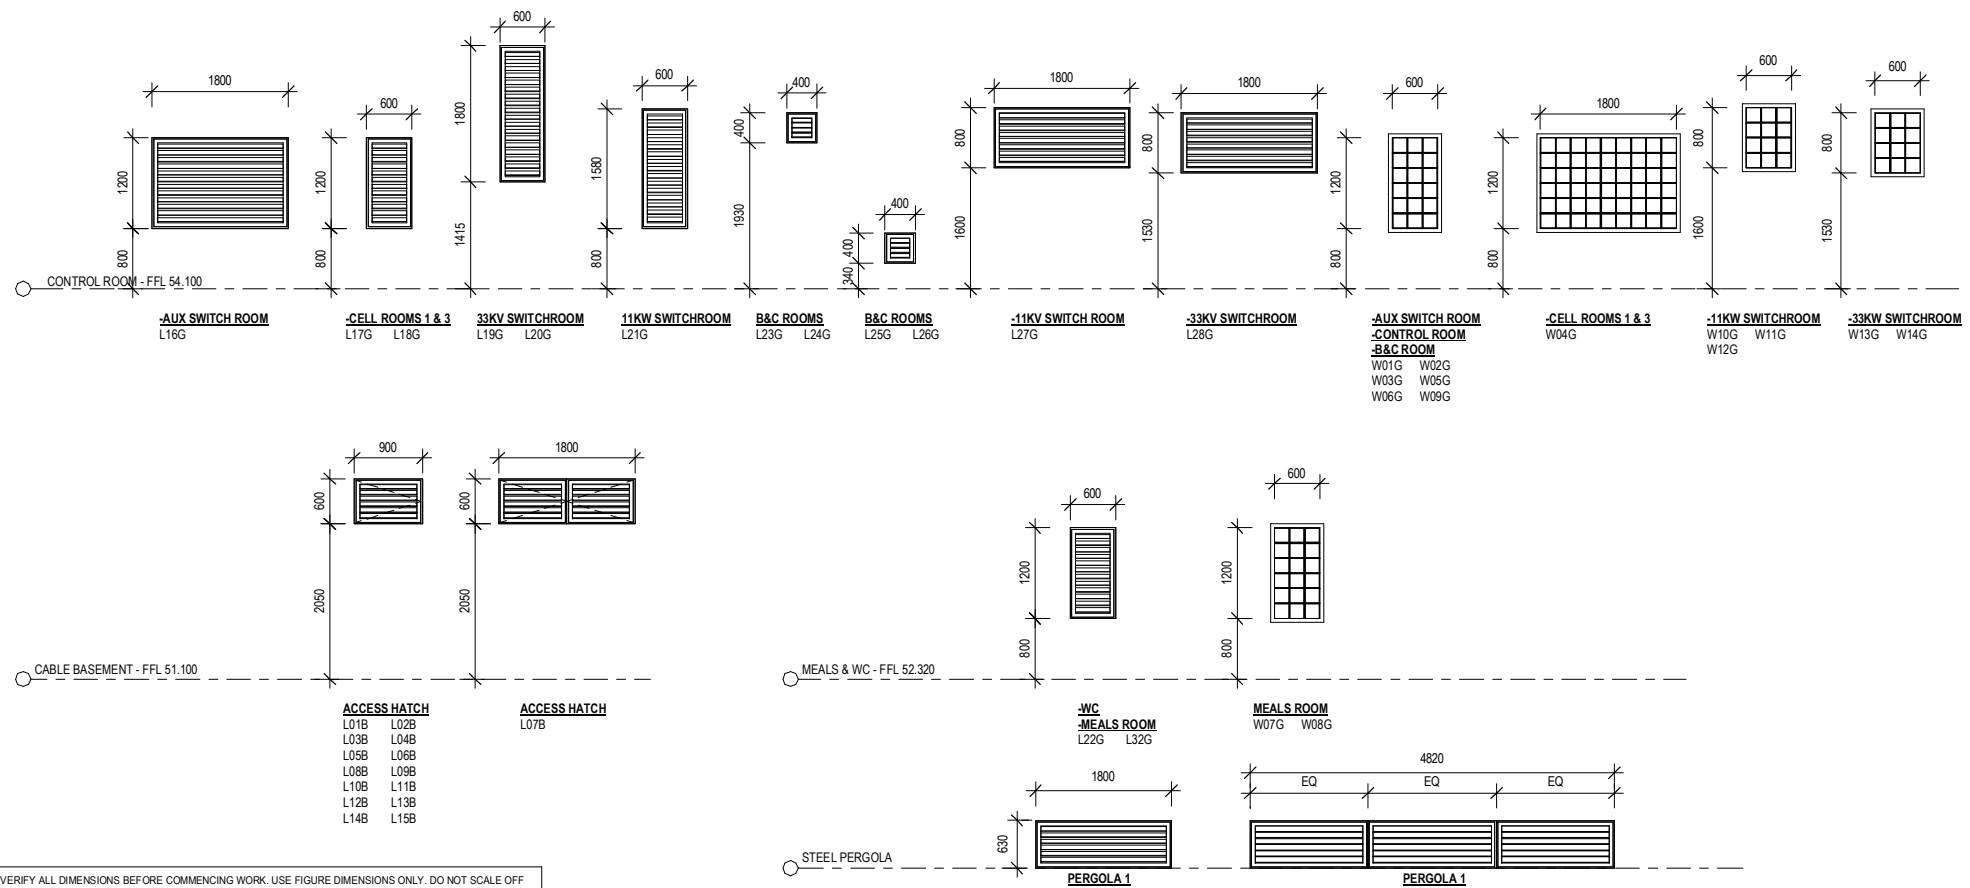 600
1800
1800
1200
800
600
1200
800
1415
600
1580
800
400
400
1930
400
400
340
1800
800
1600
1800
800
1530
600
1200
800
1800
1200
800
600
800
1600
600
800
1530
CONTROL ROOM - FFL 54.100
-AUX SWITCH ROOM
L16G
-CELL ROOMS 1 & 3
L17G L18G
33KV SWITCHROOM
L19G L20G
11KW SWITCHROOM
L21G
B&C ROOMS
L23G L24G
B&C ROOMS
L25G L26G
-11KV SWITCH ROOM
L27G
-33KV SWITCHROOM
L28G
-AUX SWITCH ROOM
-CONTROL ROOM
-B&C ROOM
W01G W02G
W03G W05G
W06G W09G
-CELL ROOMS 1 & 3
W04G
-11KW SWITCHROOM
W10G W11G
W12G
-33KW SWITCHROOM
W13G W14G
900
600
2050
1800
600
2050
CABLE BASEMENT - FFL 51.100
ACCESS HATCH
L01B L02B
L03B L04B
L05B L06B
L08B L09B
L10B L11B
L12B L13B
L14B L15B
ACCESS HATCH
L07B
600
1200
800
600
1200
800
MEALS & WC - FFL 52.320
-WC
-MEALS ROOM
L22G L32G
MEALS ROOM
W07G W08G
1800
630
4820
EQ EQ EQ
STEEL PERGOLA
PERGOLA 1
PERGOLA 1
VERIFY ALL DIMENSIONS BEFORE COMMENCING WORK. USE FIGURE DIMENSIONS ONLY. DO NOT SCALE OFF